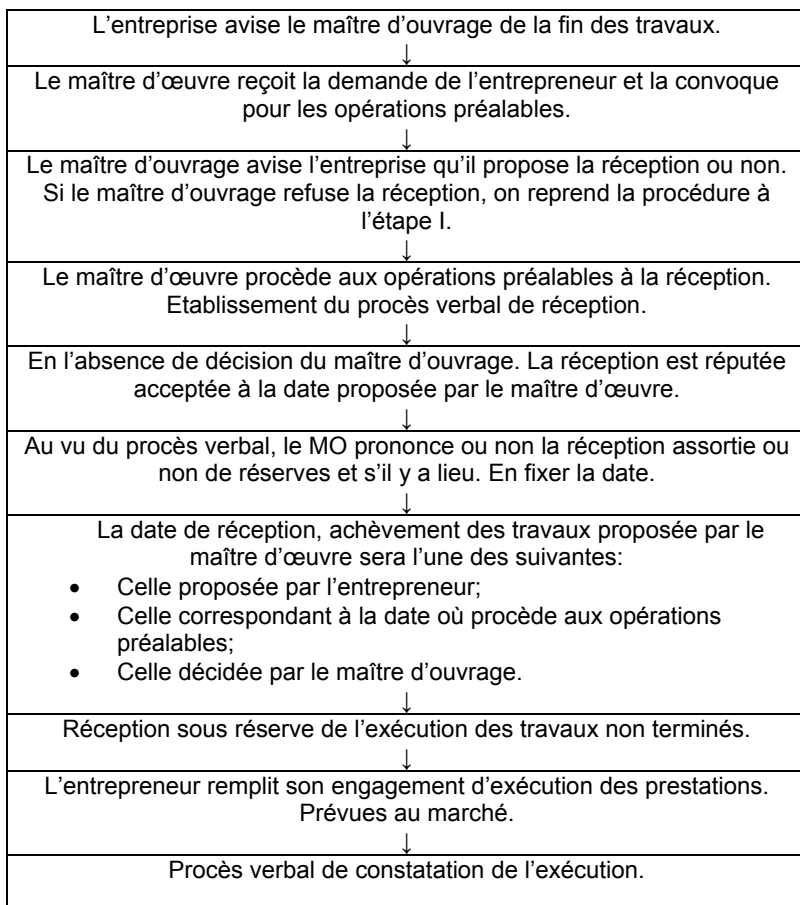 L’entreprise avise le maître d’ouvrage de la fin des travaux.
↓
Le maître d’œuvre reçoit la demande de l’entrepreneur et la convoque
pour les opérations préalables.
↓
Le maître d’ouvrage avise l’entreprise qu’il propose la réception ou non.
Si le maître d’ouvrage refuse la réception, on reprend la procédure à
l’étape I.
↓
Le maître d’œuvre procède aux opérations préalables à la réception.
Etablissement du procès verbal de réception.
↓
En l’absence de décision du maître d’ouvrage. La réception est réputée
acceptée à la date proposée par le maître d’œuvre.
↓
Au vu du procès verbal, le MO prononce ou non la réception assortie ou
non de réserves et s’il y a lieu. En fixer la date.
↓
La date de réception, achèvement des travaux proposée par le
maître d’œuvre sera l’une des suivantes:
• Celle proposée par l’entrepreneur;
• Celle correspondant à la date où procède aux opérations
préalables;
• Celle décidée par le maître d’ouvrage.
↓
Réception sous réserve de l’exécution des travaux non terminés.
↓
L’entrepreneur remplit son engagement d’exécution des prestations.
Prévues au marché.
↓
Procès verbal de constatation de l’exécution.